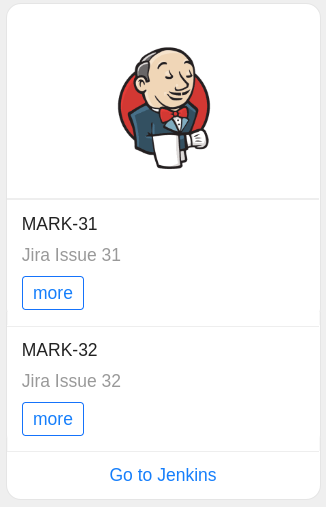 MARK-31
Jira Issue 31
more
MARK-32
Jira Issue 32
more
Go to Jenkins